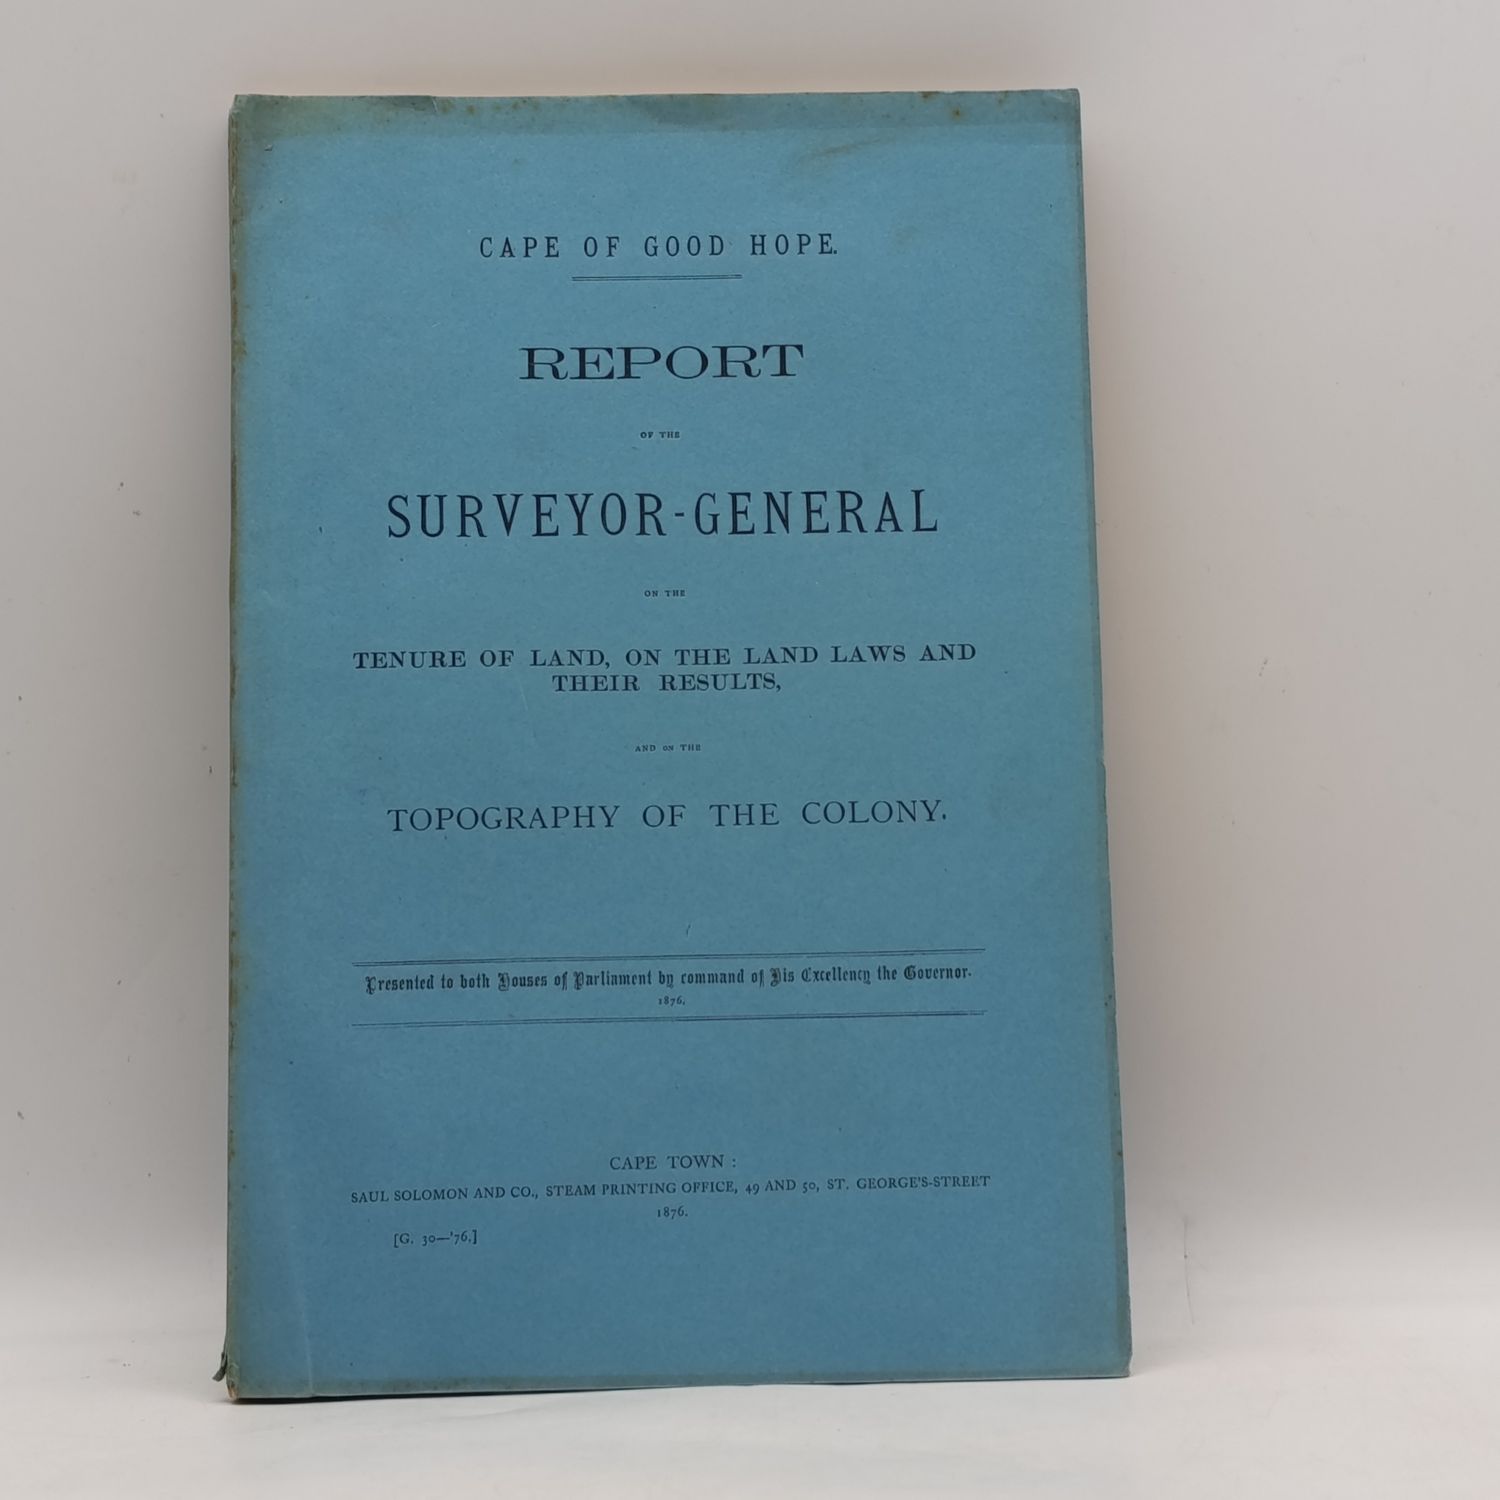 CAPE OF GOOD HOPE.
REPORT
OF THE
SURVEYOR-GENERAL
ON THE
TENURE OF LAND, ON THE LAND LAWS AND
THEIR RESULTS,
AND ON THE
TOPOGRAPHY OF THE COLONY.
Presented to both Houses of Parliament by command of His Excellency the Governor.
1876.
CAPE TOWN :
SAUL SOLOMON AND CO., STEAM PRINTING OFFICE, 49 AND 50, ST. GEORGE'S-STREET
1876.
[G. 30—'76.]